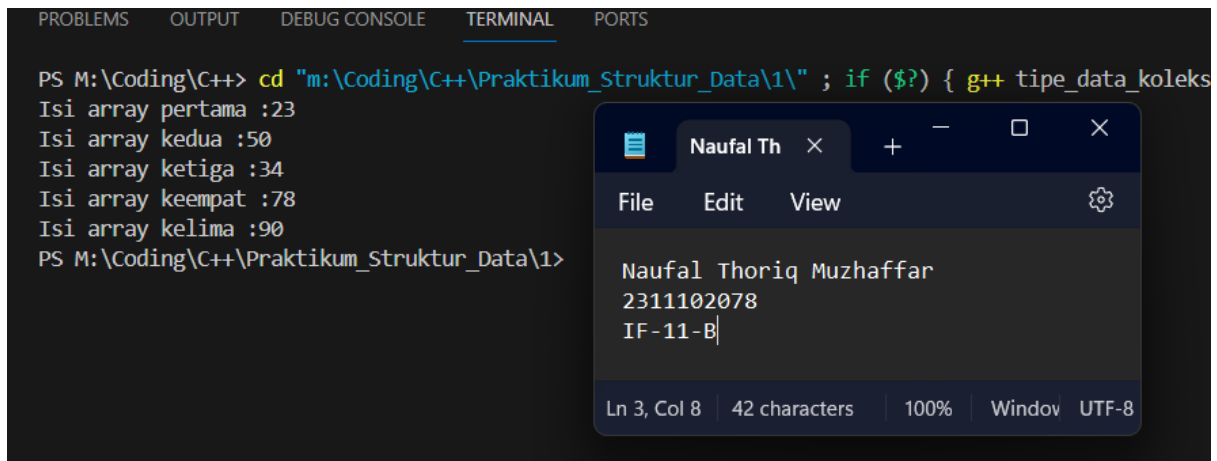 PROBLEMS OUTPUT DEBUG CONSOLE TERMINAL PORTS
PS M:\Coding\C++> cd "m:\Coding\C++\Praktikum_Struktur_Data\1\" ; if ($?) { g++ tipe_data_koleks
Isi array pertama :23
Isi array kedua :50
Isi array ketiga :34
Isi array keempat :78
Isi array kelima :90
PS M:\Coding\C++\Praktikum_Struktur_Data\1>
Naufal Th
File Edit View
Naufal Thoriq Muzhaffar
2311102078
IF-11-B
Ln 3, Col 8 42 characters 100% Window UTF-8